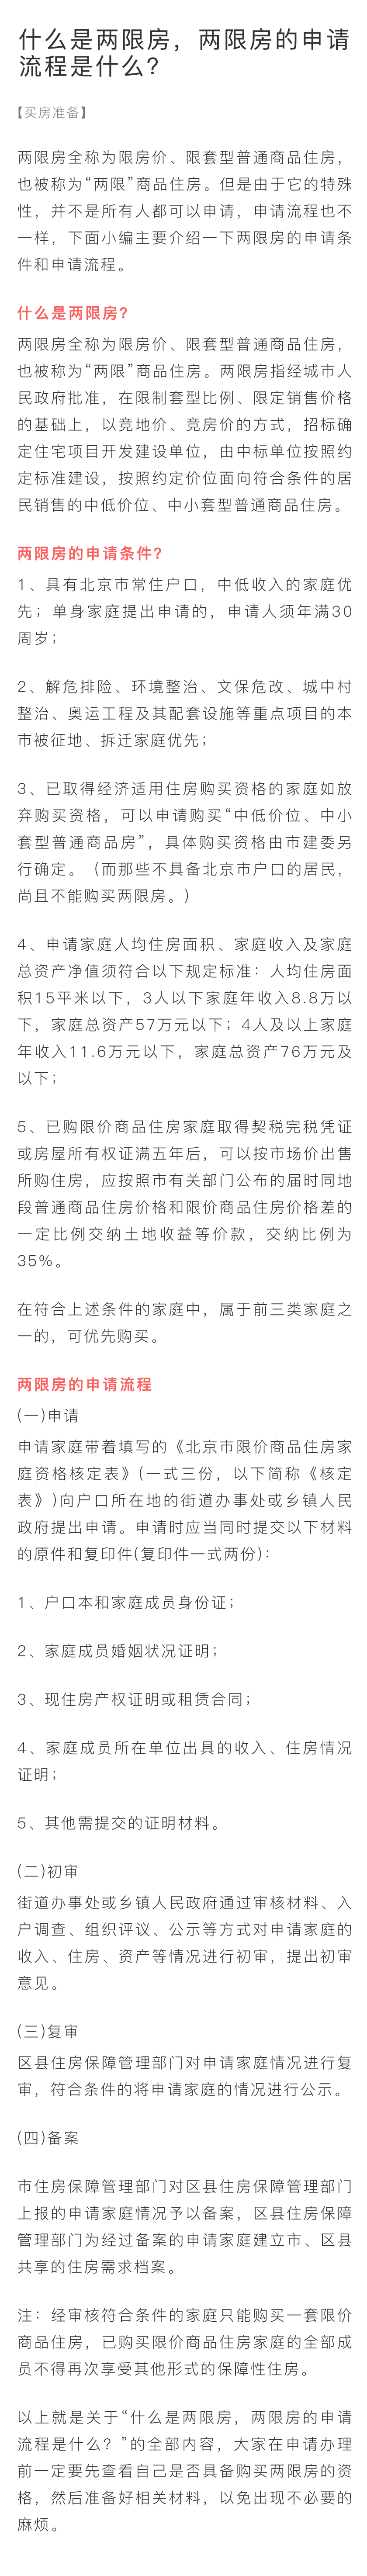 什么是两限房，两限房的申请
流程是什么?
【买房准备】
两限房全称为限房价、限套型普通商品住房，
也被称为“两限”商品住房。但是由于它的特殊
性，并不是所有人都可以申请，申请流程也不
一样，下面小编主要介绍一下两限房的申请条
件和申请流程。
什么是两限房?
两限房全称为限房价、限套型普通商品住房，
也被称为“两限”商品住房。两限房指经城市人
民政府批准，在限制套型比例、限定销售价格
的基础上，以竞地价、竞房价的方式，招标确
定住宅项目开发建设单位，由中标单位按照约
定标准建设，按照约定价位面向符合条件的居
民销售的中低价位、中小套型普通商品住房。
两限房的申请条件?
1、具有北京市常住户口，中低收入的家庭优
先；单身家庭提出申请的，申请人须年满30
周岁；
2、解危排险、环境整治、文保危改、城中村
整治、奥运工程及其配套设施等重点项目的本
市被征地、拆迁家庭优先；
3、已取得经济适用住房购买资格的家庭如放
弃购买资格，可以申请购买“中低价位、中小
套型普通商品房”，具体购买资格由市建委另
行确定。（而那些不具备北京市户口的居民，
尚且不能购买两限房。）
4、申请家庭人均住房面积、家庭收入及家庭
总资产净值须符合以下规定标准：人均住房面
积15平米以下，3人以下家庭年收入8.8万以
下，家庭总资产57万元以下；4人及以上家庭
年收入11.6万元以下，家庭总资产76万元及
以下；
5、已购限价商品住房家庭取得契税完税凭证
或房屋所有权证满五年后，可以按市场价出售
所购住房，应按照市有关部门公布的届时同地
段普通商品住房价格和限价商品住房价格差的
一定比例交纳土地收益等价款，交纳比例为
35%。
在符合上述条件的家庭中，属于前三类家庭之
一的，可优先购买。
两限房的申请流程
(一)申请
申请家庭带着填写的《北京市限价商品住房家
庭资格核定表》(一式三份，以下简称《核定
表》)向户口所在地的街道办事处或乡镇人民
政府提出申请。申请时应当同时提交以下材料
的原件和复印件(复印件一式两份)：
1、户口本和家庭成员身份证；
2、家庭成员婚姻状况证明；
3、现住房产权证明或租赁合同；
4、家庭成员所在单位出具的收入、住房情况
证明；
5、其他需提交的证明材料。
(二)初审
街道办事处或乡镇人民政府通过审核材料、入
户调查、组织评议、公示等方式对申请家庭的
收入、住房、资产等情况进行初审，提出初审
意见。
(三)复审
区县住房保障管理部门对申请家庭情况进行复
审，符合条件的将申请家庭的情况进行公示。
(四)备案
市住房保障管理部门对区县住房保障管理部门
上报的申请家庭情况予以备案，区县住房保障
管理部门为经过备案的申请家庭建立市、区县
共享的住房需求档案。
注：经审核符合条件的家庭只能购买一套限价
商品住房，已购买限价商品住房家庭的全部成
员不得再次享受其他形式的保障性住房。
以上就是关于“什么是两限房，两限房的申请
流程是什么？”的全部内容，大家在申请办理
前一定要先查看自己是否具备购买两限房的资
格，然后准备好相关材料，以免出现不必要的
麻烦。